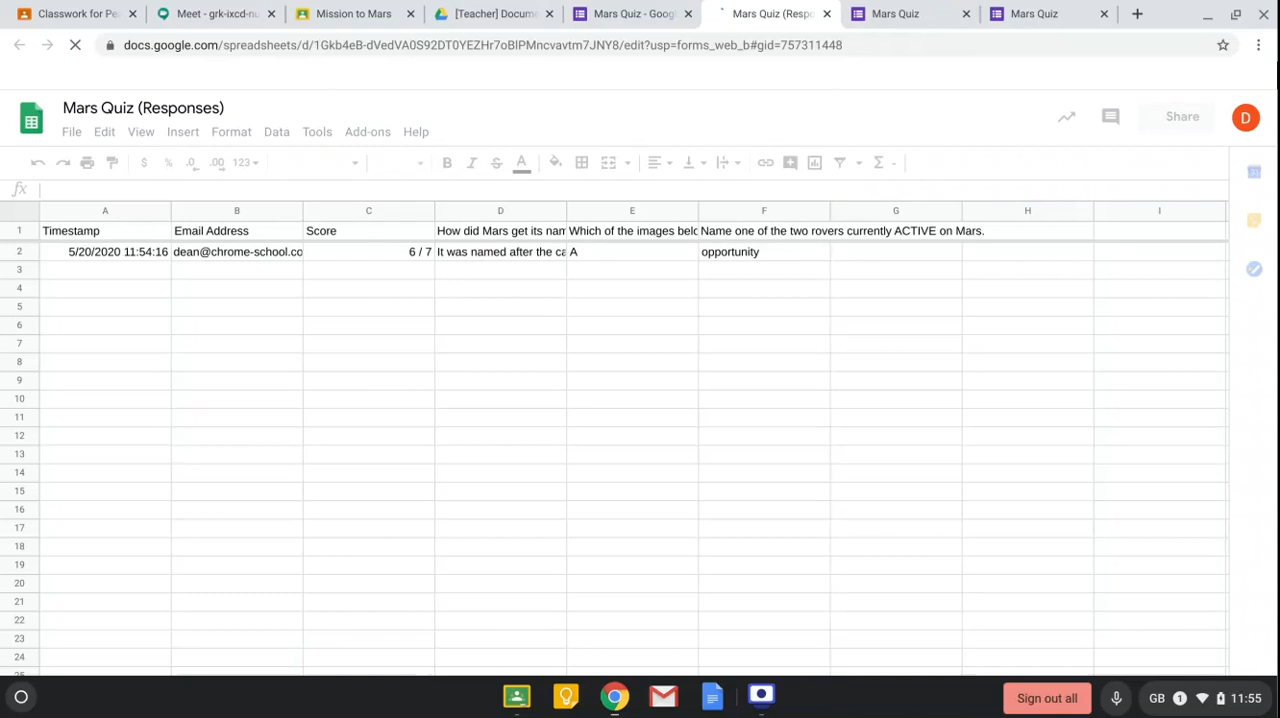 Classwork for Pe
Meet - grk-ixcd-nu
Mission to Mars
[Teacher] Docume
Mars Quiz - Goog
Mars Quiz (Respo
Mars Quiz
Mars Quiz
docs.google.com/spreadsheets/d/1Gkb4eB-dVedVA0S92DT0YEZHr7oBIPMncvavtm7JNY8/edit?usp=forms_web_b#gid=757311448
Mars Quiz (Responses)
File Edit View Insert Format Data Tools Add-ons Help
Share
D
$ % .0 .00 123 B I S A Σ
fx
A B C D E F G H I
1 Timestamp Email Address Score How did Mars get its nam Which of the images belo Name one of the two rovers currently ACTIVE on Mars.
2 5/20/2020 11:54:16 dean@chrome-school.co 6 / 7 It was named after the ca A opportunity
3
4
5
6
7
8
9
10
11
12
13
14
15
16
17
18
19
20
21
22
23
24
25
Sign out all GB 1 11:55